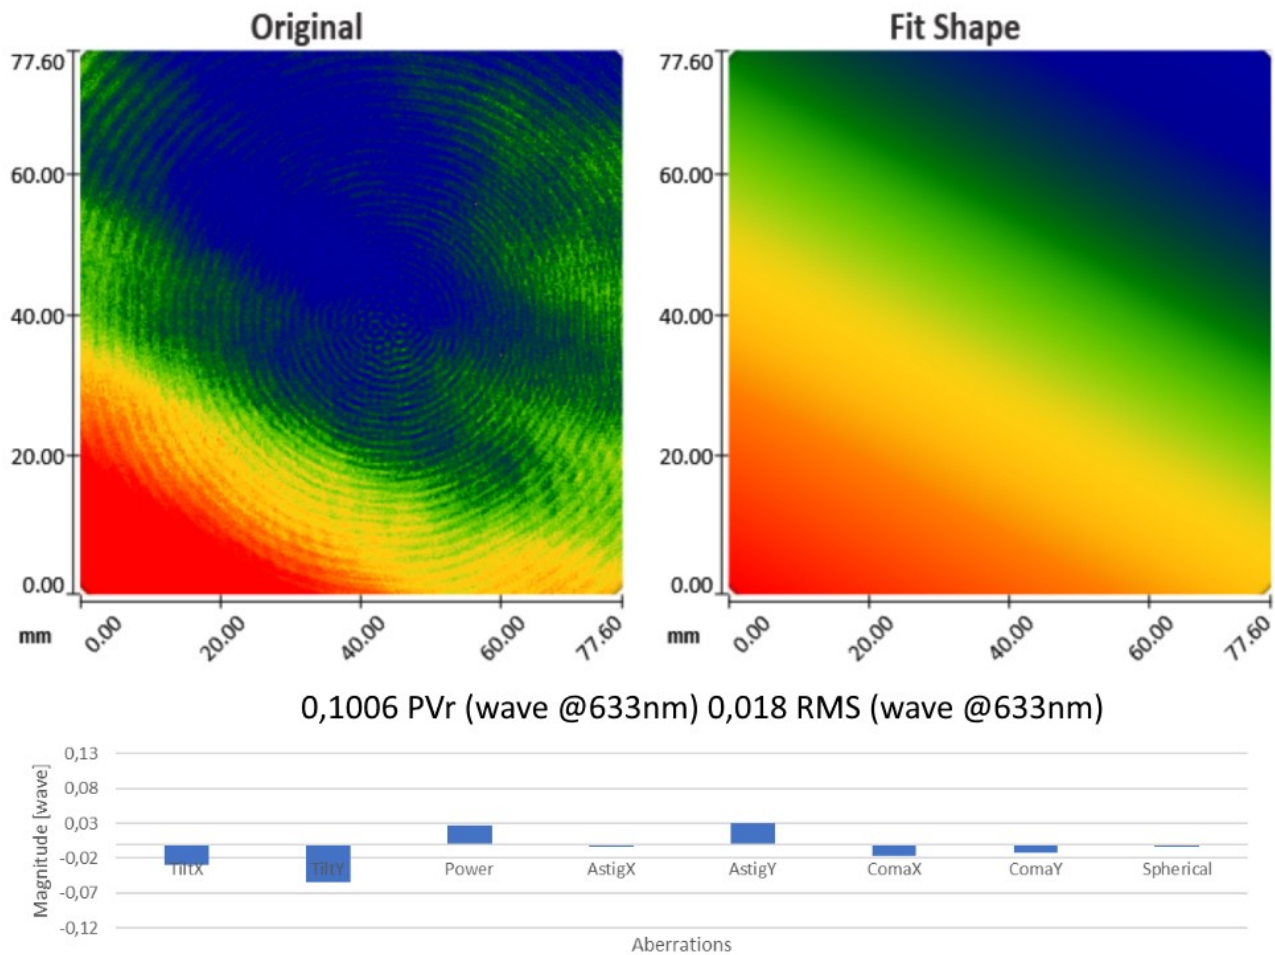 Original
Fit Shape
77.60
60.00
40.00
20.00
0.00
mm
0.00
20.00
40.00
60.00
77.60
77.60
60.00
40.00
20.00
0.00
mm
0.00
20.00
40.00
60.00
77.60
0,1006 PVr (wave @633nm) 0,018 RMS (wave @633nm)
Magnitude [wave]
0,13
0,08
0,03
-0,02
-0,07
-0,12
TiltX
TiltY
Power
AstigX
AstigY
ComaX
ComaY
Spherical
Aberrations